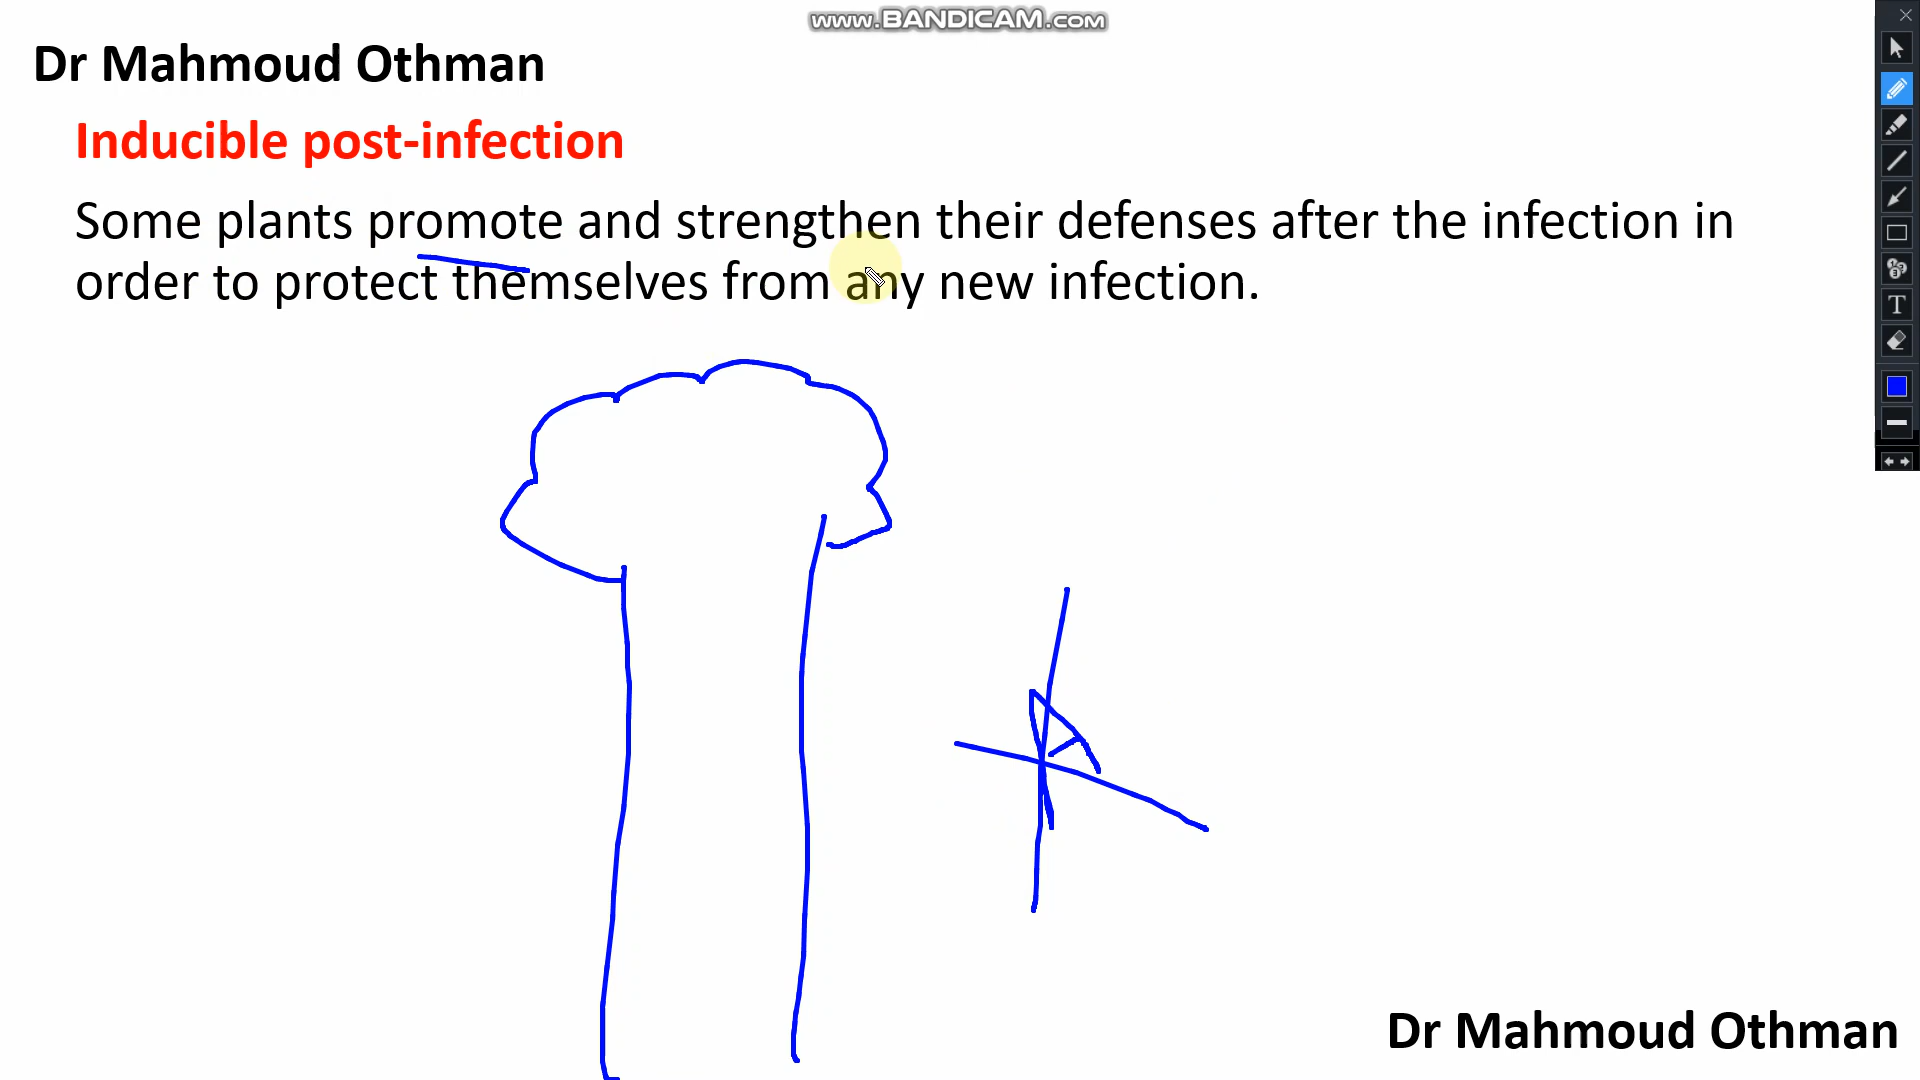 www.BANDICAM.com
Dr Mahmoud Othman
Inducible post-infection
Some plants promote and strengthen their defenses after the infection in
order to protect themselves from any new infection.
T
Dr Mahmoud Othman